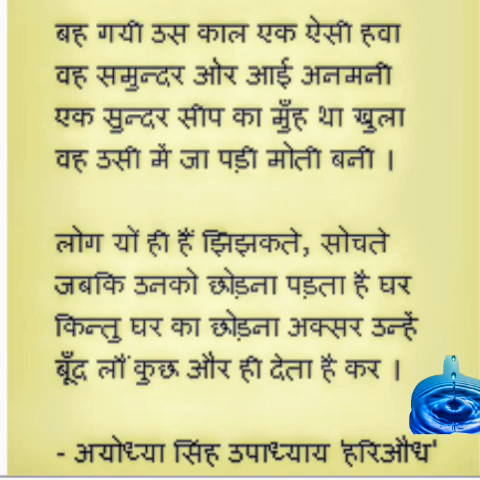 बह गयी उस काल एक ऐसी हवा
वह समुन्दर ओर आई अनमनी
एक सुन्दर सीप का मुँह था खुला
वह उसी में जा पड़ी मोती बनी ।
लोग यों ही हैं झिझकते, सोचते
जबकि उनको छोड़ना पड़ता है घर
किन्तु घर का छोड़ना अक्सर उन्हें
बूँद लौं कुछ और ही देता है कर ।
- अयोध्या सिंह उपाध्याय 'हरिऔध'